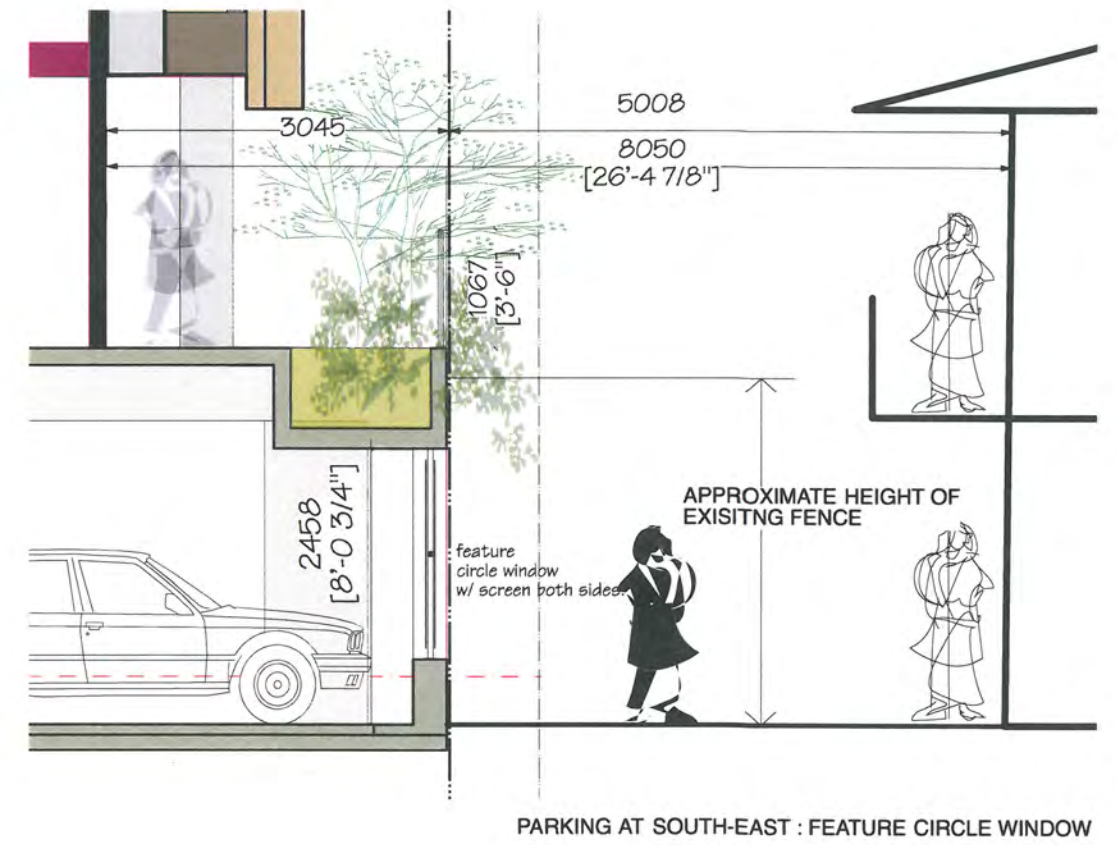 5008
3045
8050
[26'-4 7/8"]
1067
[3'-6"]
2458
[8'-0 3/4"]
APPROXIMATE HEIGHT OF
EXISITNG FENCE
feature
circle window
w/ screen both sides.
PARKING AT SOUTH-EAST : FEATURE CIRCLE WINDOW